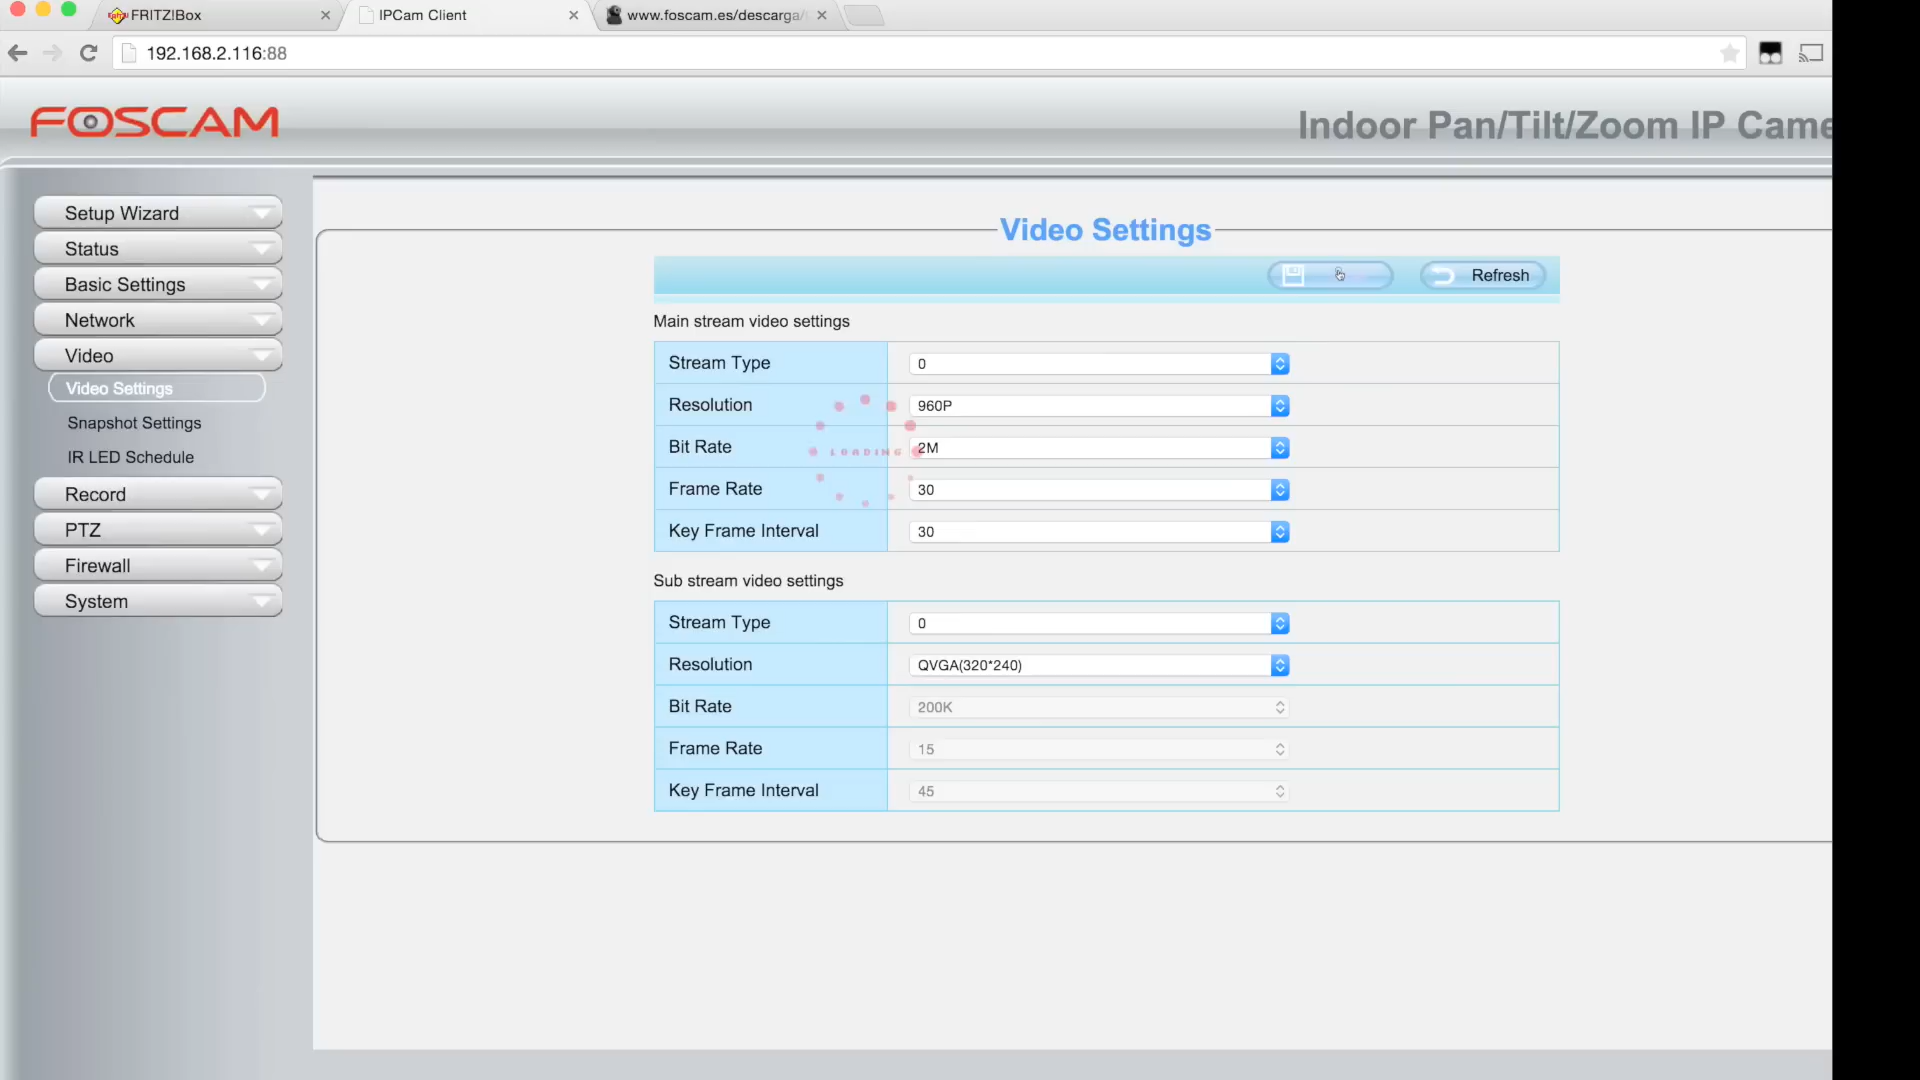 FRITZ!Box
IPCam Client
www.foscam.es/descarga/
192.168.2.116:88
FOSCAM
Indoor Pan/Tilt/Zoom IP Came
Setup Wizard
Status
Basic Settings
Network
Video
Video Settings
Snapshot Settings
IR LED Schedule
Record
PTZ
Firewall
System
Video Settings
Refresh
Main stream video settings
Stream Type 0
Resolution 960P
Bit Rate 2M
LOADING
Frame Rate 30
Key Frame Interval 30
Sub stream video settings
Stream Type 0
Resolution QVGA(320*240)
Bit Rate 200K
Frame Rate 15
Key Frame Interval 45